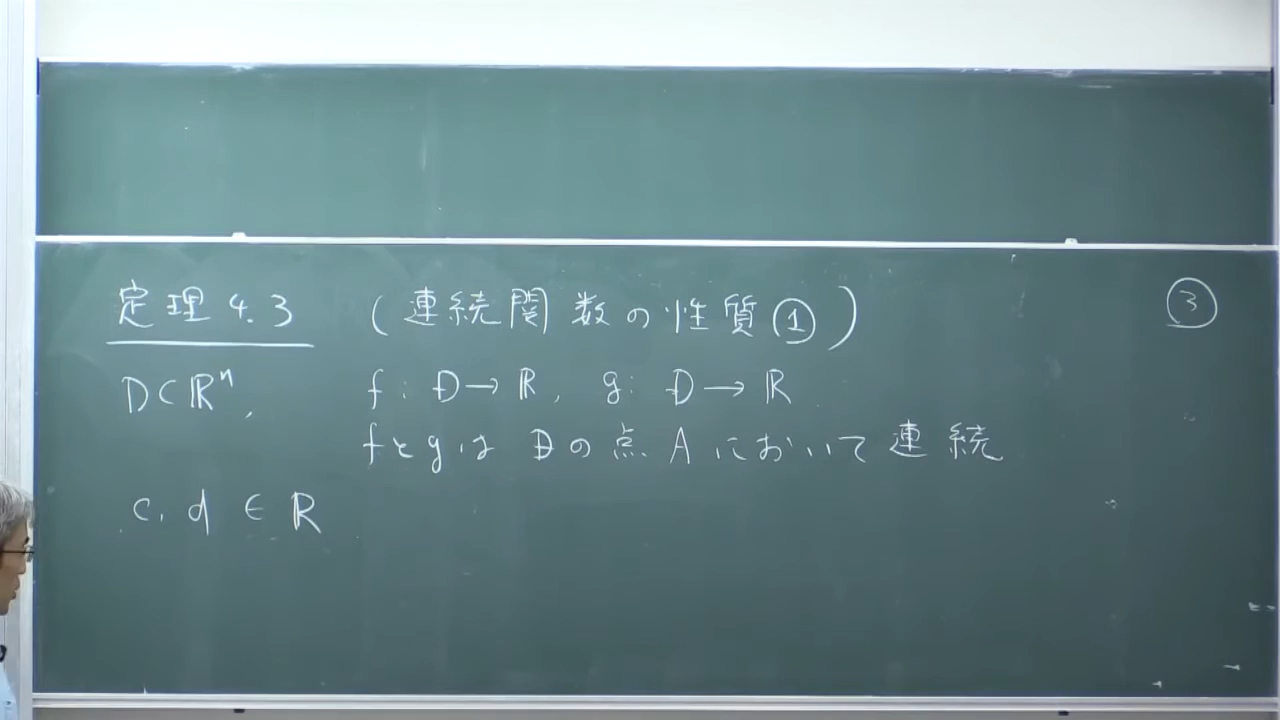 定理4.3 (連続関数の性質①) ③
D⊂ℝⁿ, f: D→ℝ, g: D→ℝ
fとgは Dの点 A において連続
c, d ∈ ℝ